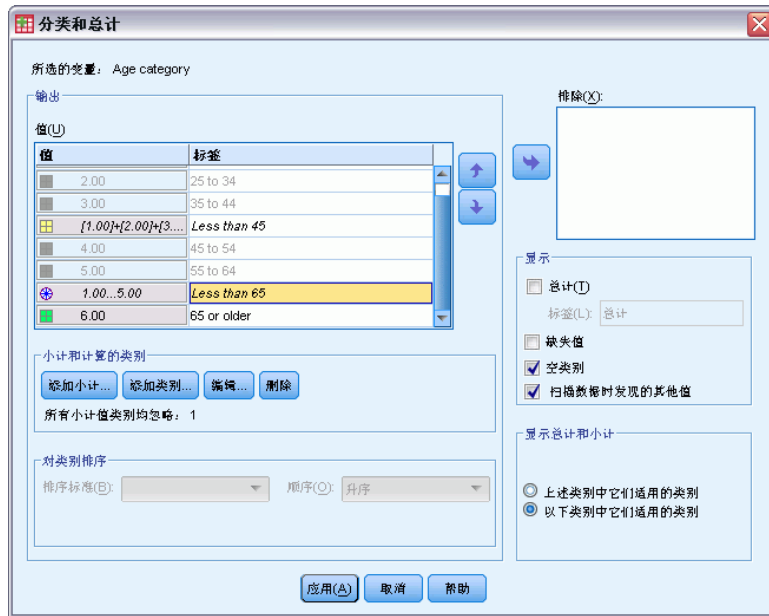 分类和总计
所选的变量： Age category
输出
值(U)
值 标签
2.00 25 to 34
3.00 35 to 44
[1.00]+[2.00]+[3.... Less than 45
4.00 45 to 54
5.00 55 to 64
1.00...5.00 Less than 65
6.00 65 or older
小计和计算的类别
添加小计... 添加类别... 编辑... 删除
所有小计值类别均忽略： 1
对类别排序
排序标准(B): 顺序(O): 升序
排除(X):
显示
总计(T)
标签(L): 总计
缺失值
空类别
扫描数据时发现的其他值
显示总计和小计
上述类别中它们适用的类别
以下类别中它们适用的类别
应用(A) 取消 帮助